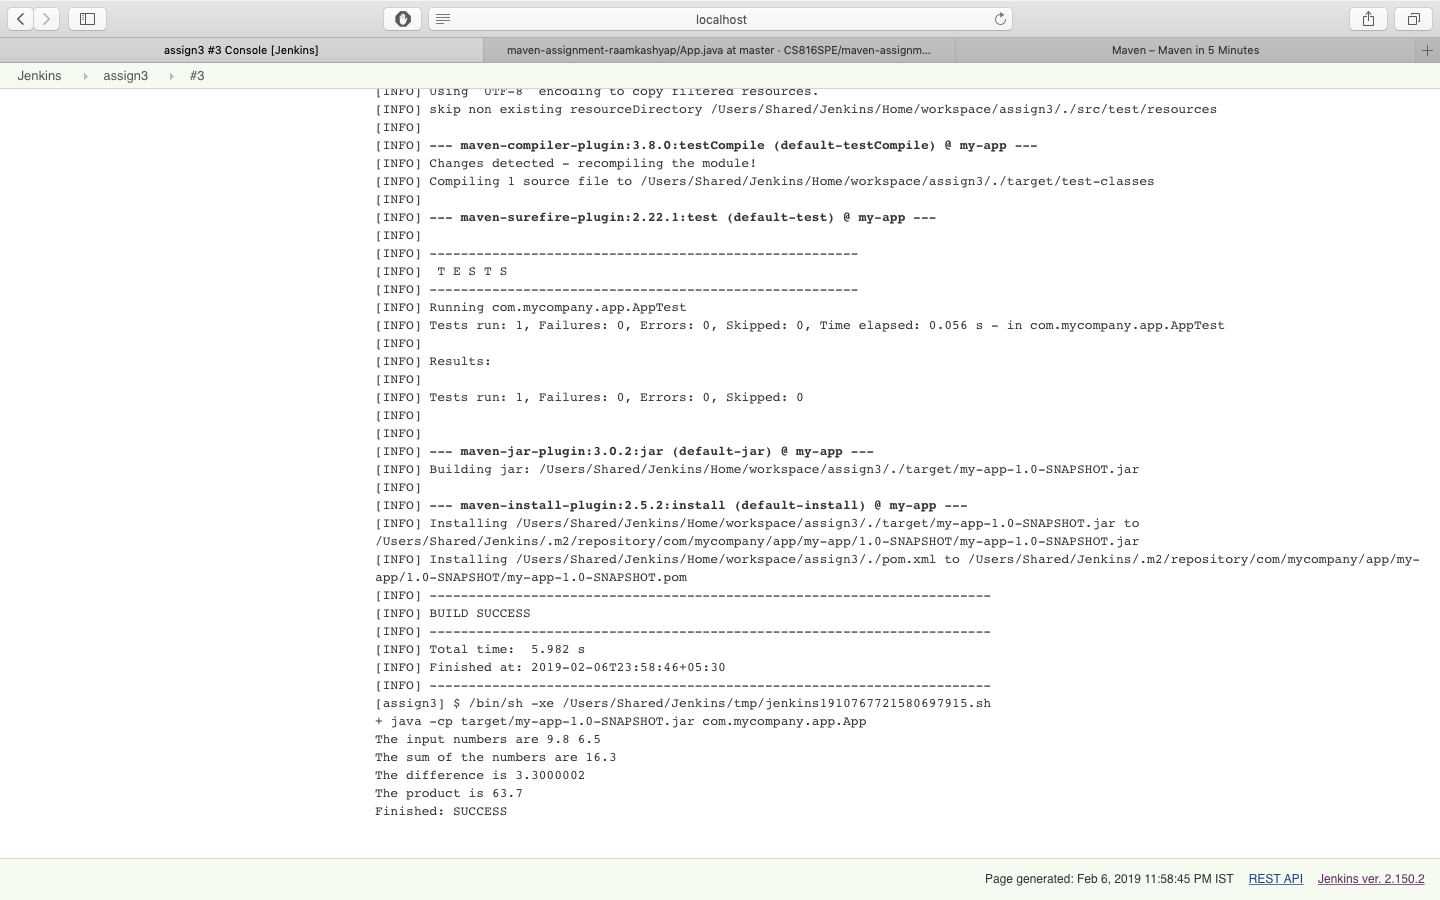 localhost
assign3 #3 Console [Jenkins]
maven-assignment-raamkashyap/App.java at master · CS816SPE/maven-assignm...
Maven – Maven in 5 Minutes
Jenkins
assign3
#3
[INFO] Using 'UTF-8' encoding to copy filtered resources.
[INFO] skip non existing resourceDirectory /Users/Shared/Jenkins/Home/workspace/assign3/./src/test/resources
[INFO]
[INFO] --- maven-compiler-plugin:3.8.0:testCompile (default-testCompile) @ my-app ---
[INFO] Changes detected - recompiling the module!
[INFO] Compiling 1 source file to /Users/Shared/Jenkins/Home/workspace/assign3/./target/test-classes
[INFO]
[INFO] --- maven-surefire-plugin:2.22.1:test (default-test) @ my-app ---
[INFO]
[INFO] -------------------------------------------------------
[INFO]  T E S T S
[INFO] -------------------------------------------------------
[INFO] Running com.mycompany.app.AppTest
[INFO] Tests run: 1, Failures: 0, Errors: 0, Skipped: 0, Time elapsed: 0.056 s - in com.mycompany.app.AppTest
[INFO]
[INFO] Results:
[INFO]
[INFO] Tests run: 1, Failures: 0, Errors: 0, Skipped: 0
[INFO]
[INFO]
[INFO] --- maven-jar-plugin:3.0.2:jar (default-jar) @ my-app ---
[INFO] Building jar: /Users/Shared/Jenkins/Home/workspace/assign3/./target/my-app-1.0-SNAPSHOT.jar
[INFO]
[INFO] --- maven-install-plugin:2.5.2:install (default-install) @ my-app ---
[INFO] Installing /Users/Shared/Jenkins/Home/workspace/assign3/./target/my-app-1.0-SNAPSHOT.jar to
/Users/Shared/Jenkins/.m2/repository/com/mycompany/app/my-app/1.0-SNAPSHOT/my-app-1.0-SNAPSHOT.jar
[INFO] Installing /Users/Shared/Jenkins/Home/workspace/assign3/./pom.xml to /Users/Shared/Jenkins/.m2/repository/com/mycompany/app/my-
app/1.0-SNAPSHOT/my-app-1.0-SNAPSHOT.pom
[INFO] ------------------------------------------------------------------------
[INFO] BUILD SUCCESS
[INFO] ------------------------------------------------------------------------
[INFO] Total time:  5.982 s
[INFO] Finished at: 2019-02-06T23:58:46+05:30
[INFO] ------------------------------------------------------------------------
[assign3] $ /bin/sh -xe /Users/Shared/Jenkins/tmp/jenkins1910767721580697915.sh
+ java -cp target/my-app-1.0-SNAPSHOT.jar com.mycompany.app.App
The input numbers are 9.8 6.5
The sum of the numbers are 16.3
The difference is 3.3000002
The product is 63.7
Finished: SUCCESS
Page generated: Feb 6, 2019 11:58:45 PM IST
REST API
Jenkins ver. 2.150.2